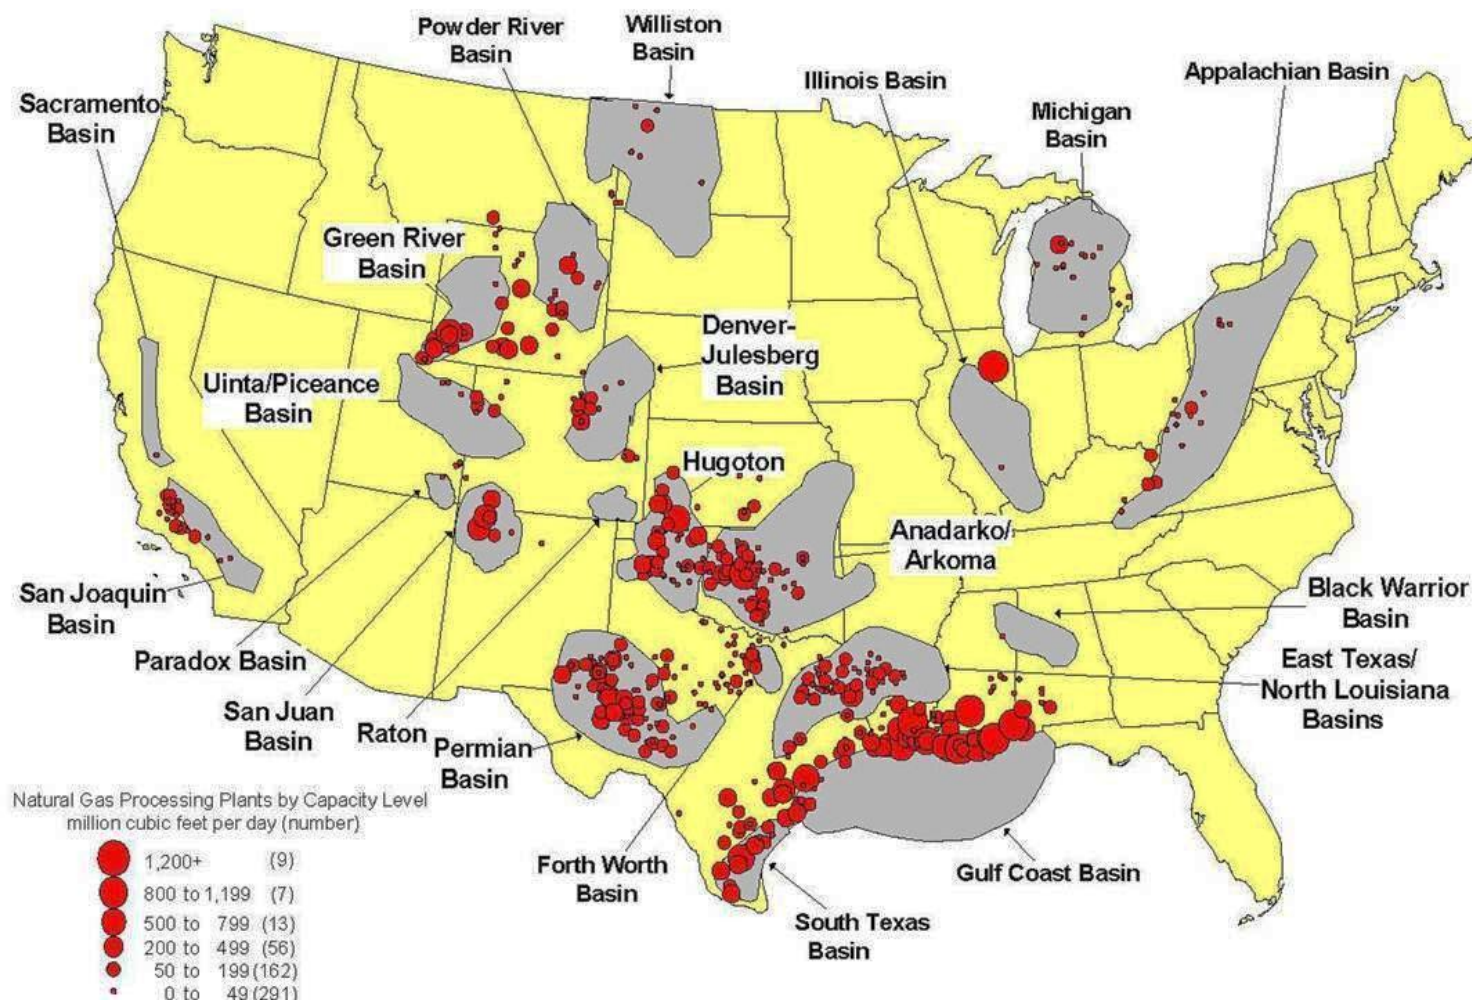 Powder River
Basin
Williston
Basin
Illinois Basin
Appalachian Basin
Sacramento
Basin
Michigan
Basin
Green River
Basin
Denver-
Julesberg
Basin
Uinta/Piceance
Basin
Hugoton
Anadarko/
Arkoma
San Joaquin
Basin
Black Warrior
Basin
Paradox Basin
East Texas/
North Louisiana
Basins
San Juan
Basin
Raton
Permian
Basin
Natural Gas Processing Plants by Capacity Level
million cubic feet per day (number)
1,200+ (9)
800 to 1,199 (7)
500 to 799 (13)
200 to 499 (56)
50 to 199 (162)
0 to 49 (291)
Forth Worth
Basin
Gulf Coast Basin
South Texas
Basin